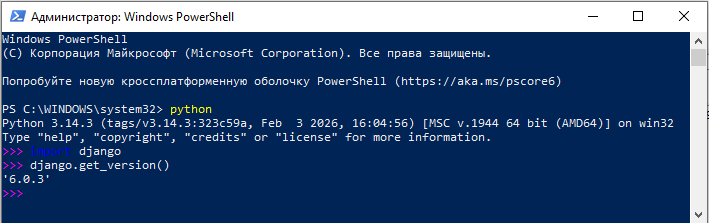 Администратор: Windows PowerShell
Windows PowerShell
(C) Корпорация Майкрософт (Microsoft Corporation). Все права защищены.
Попробуйте новую кроссплатформенную оболочку PowerShell (https://aka.ms/pscore6)
PS C:\WINDOWS\system32> python
Python 3.14.3 (tags/v3.14.3:323c59a, Feb  3 2026, 16:04:56) [MSC v.1944 64 bit (AMD64)] on win32
Type "help", "copyright", "credits" or "license" for more information.
>>> import django
>>> django.get_version()
'6.0.3'
>>>